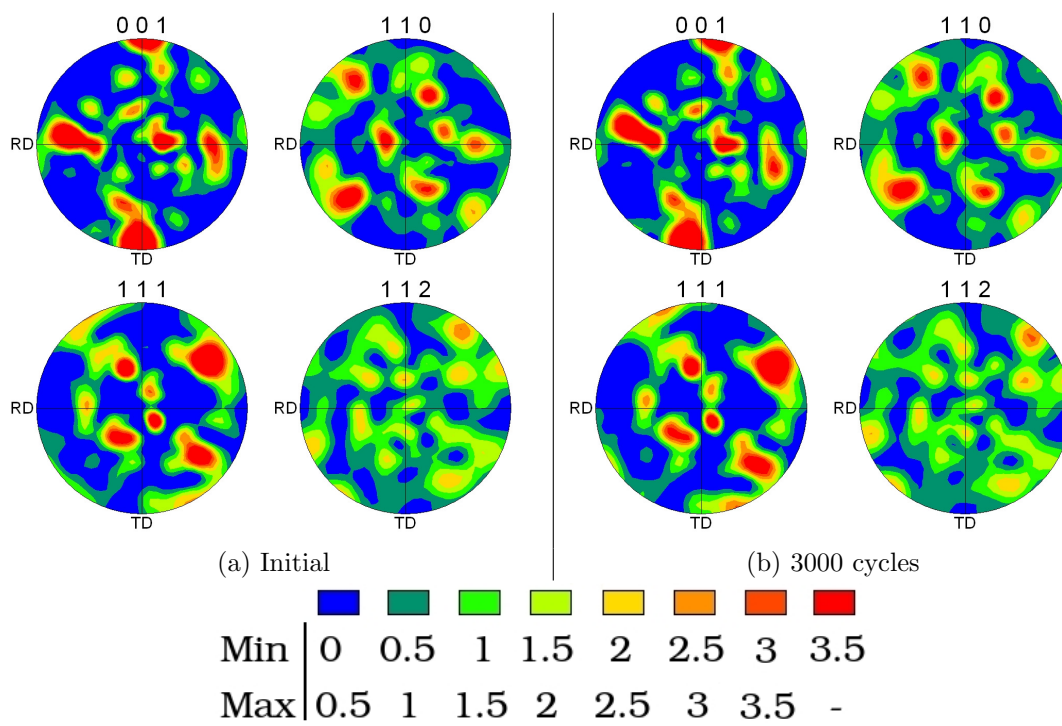 0 0 1
1 1 0
RD
RD
TD
TD
1 1 1
1 1 2
RD
RD
TD
TD
(a) Initial
0 0 1
1 1 0
RD
RD
TD
TD
1 1 1
1 1 2
RD
RD
TD
TD
(b) 3000 cycles
Min 0 0.5 1 1.5 2 2.5 3 3.5
Max 0.5 1 1.5 2 2.5 3 3.5 -